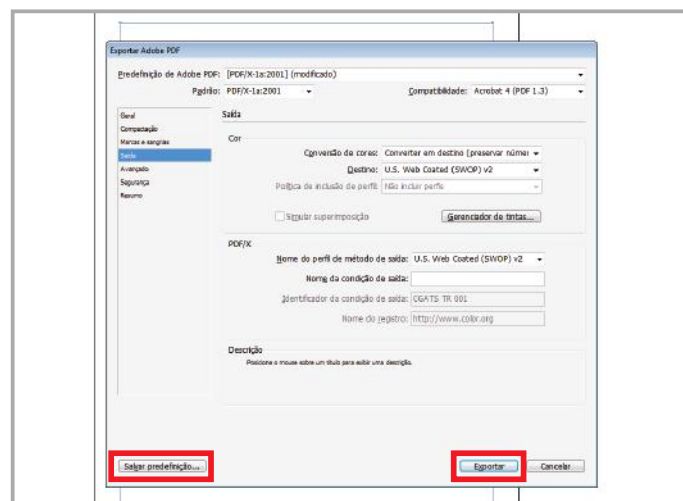 Exportar Adobe PDF
Predefinição de Adobe PDF: [PDF/X-1a:2001] (modificado)
Padrão: PDF/X-1a:2001 Compatibilidade: Acrobat 4 (PDF 1.3)
Geral
Compactação
Marcas e sangrias
Saída
Avançado
Segurança
Resumo
Saída
Cor
Conversão de cores: Converter em destino (preservar númer
Destino: U.S. Web Coated (SWOP) v2
Política de inclusão de perfil: Não incluir perfis
Simular superimposição Gerenciador de tintas...
PDF/X
Nome do perfil de método de saída: U.S. Web Coated (SWOP) v2
Nome da condição de saída:
Identificador da condição de saída: CGATS TR 001
Nome do registro: http://www.color.org
Descrição
Posicione o mouse sobre um título para exibir uma descrição.
Salvar predefinição... Exportar Cancelar